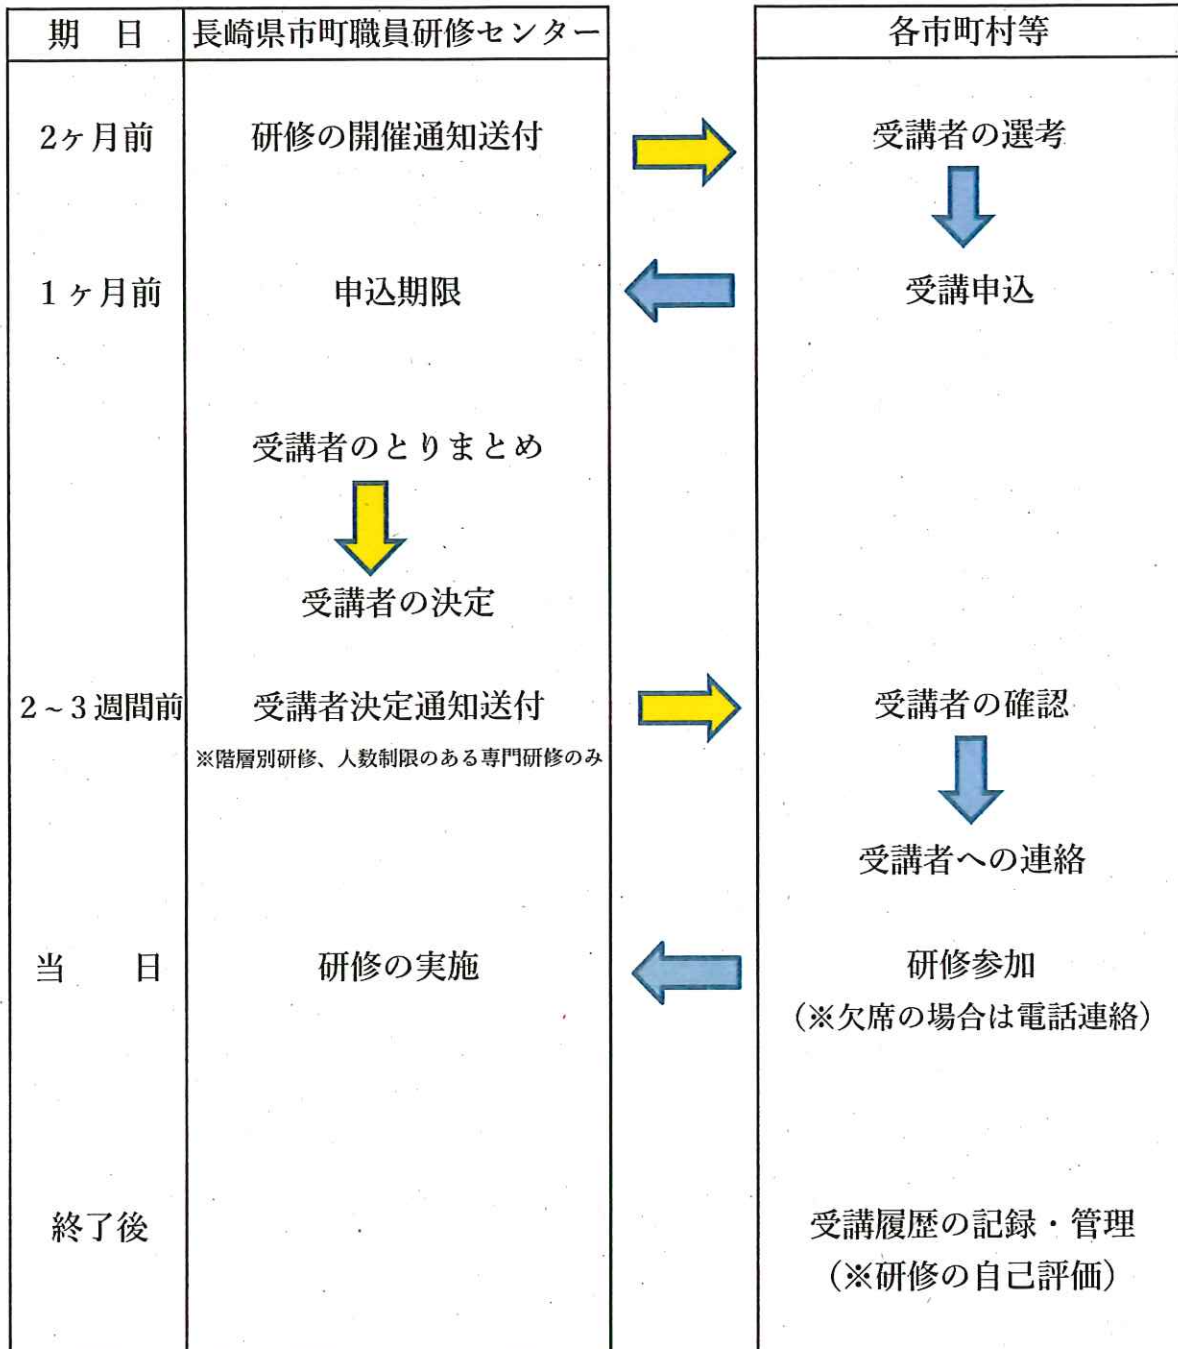 期　日 長崎県市町職員研修センター 各市町村等
2ヶ月前 研修の開催通知送付 受講者の選考
1ヶ月前 申込期限 受講申込
受講者のとりまとめ
受講者の決定
2~3週間前 受講者決定通知送付 受講者の確認
※階層別研修、人数制限のある専門研修のみ
受講者への連絡
当　日 研修の実施 研修参加
(※欠席の場合は電話連絡)
終了後 受講履歴の記録・管理
(※研修の自己評価)